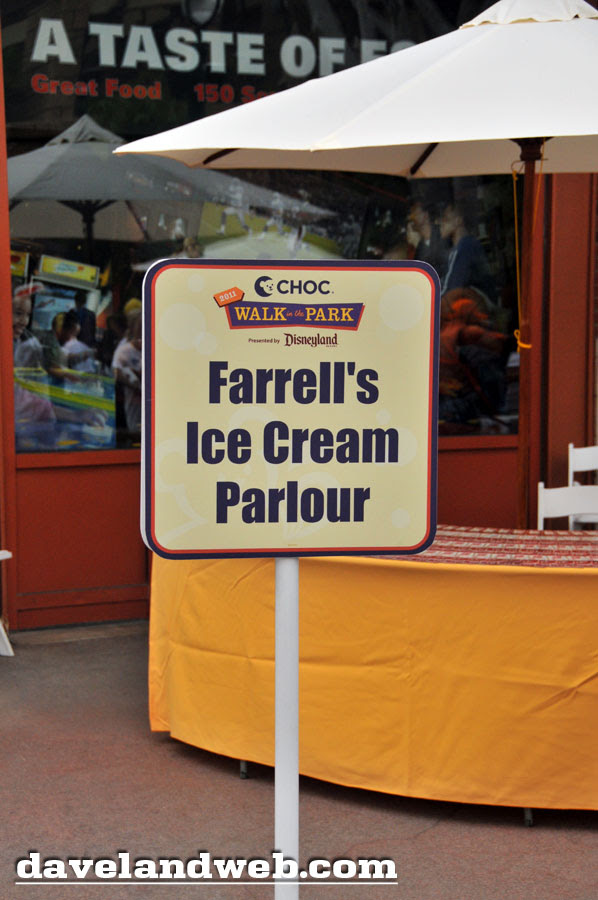 A TASTE OF
Great Food 150
CHOC
2011
WALK in the PARK
Presented by Disneyland
Farrell's
Ice Cream
Parlour
davelandweb.com